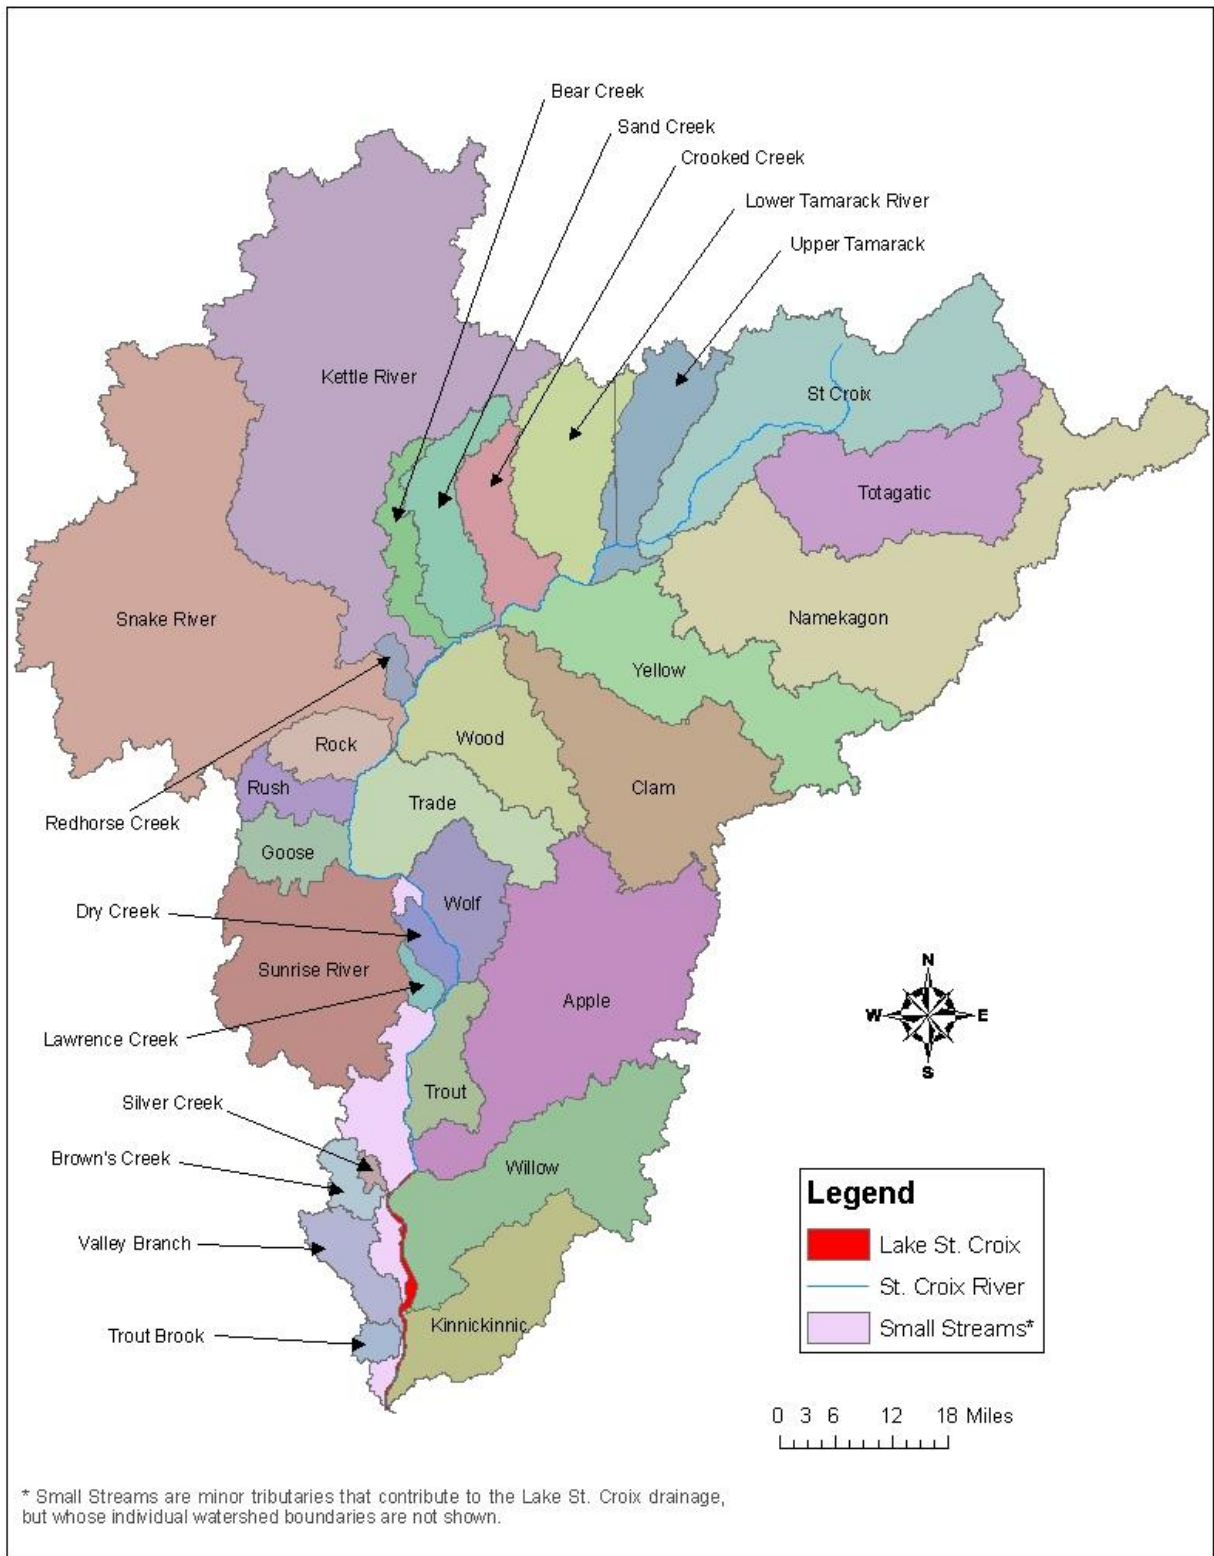 Bear Creek
Sand Creek
Crooked Creek
Lower Tamarack River
Upper Tamarack
Kettle River
St Croix
Totagatic
Snake River
Namekagon
Yellow
Rock
Wood
Rush
Clam
Trade
Redhorse Creek
Goose
Wolf
Dry Creek
Sunrise River
Apple
N
W
E
S
Lawrence Creek
Trout
Silver Creek
Brown's Creek
Willow
Valley Branch
Kinnickinnic
Trout Brook
Legend
Lake St. Croix
St. Croix River
Small Streams*
0 3 6 12 18 Miles
* Small Streams are minor tributaries that contribute to the Lake St. Croix drainage,
but whose individual watershed boundaries are not shown.